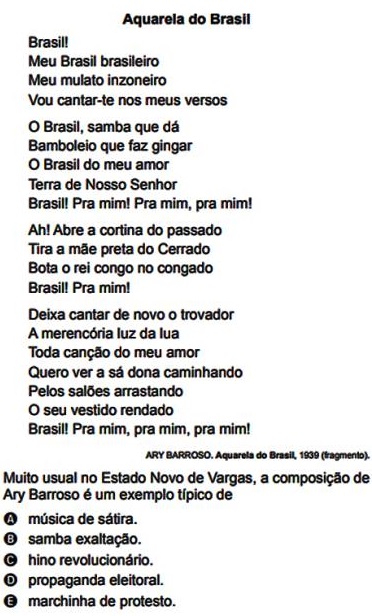 Aquarela do Brasil
Brasil!
Meu Brasil brasileiro
Meu mulato inzoneiro
Vou cantar-te nos meus versos
O Brasil, samba que dá
Bamboleio que faz gingar
O Brasil do meu amor
Terra de Nosso Senhor
Brasil! Pra mim! Pra mim, pra mim!
Ah! Abre a cortina do passado
Tira a mãe preta do Cerrado
Bota o rei congo no congado
Brasil! Pra mim!
Deixa cantar de novo o trovador
A merencória luz da lua
Toda canção do meu amor
Quero ver a sá dona caminhando
Pelos salões arrastando
O seu vestido rendado
Brasil! Pra mim, pra mim, pra mim!
ARY BARROSO. Aquarela do Brasil, 1939 (fragmento).
Muito usual no Estado Novo de Vargas, a composição de
Ary Barroso é um exemplo típico de
A música de sátira.
B samba exaltação.
C hino revolucionário.
D propaganda eleitoral.
E marchinha de protesto.